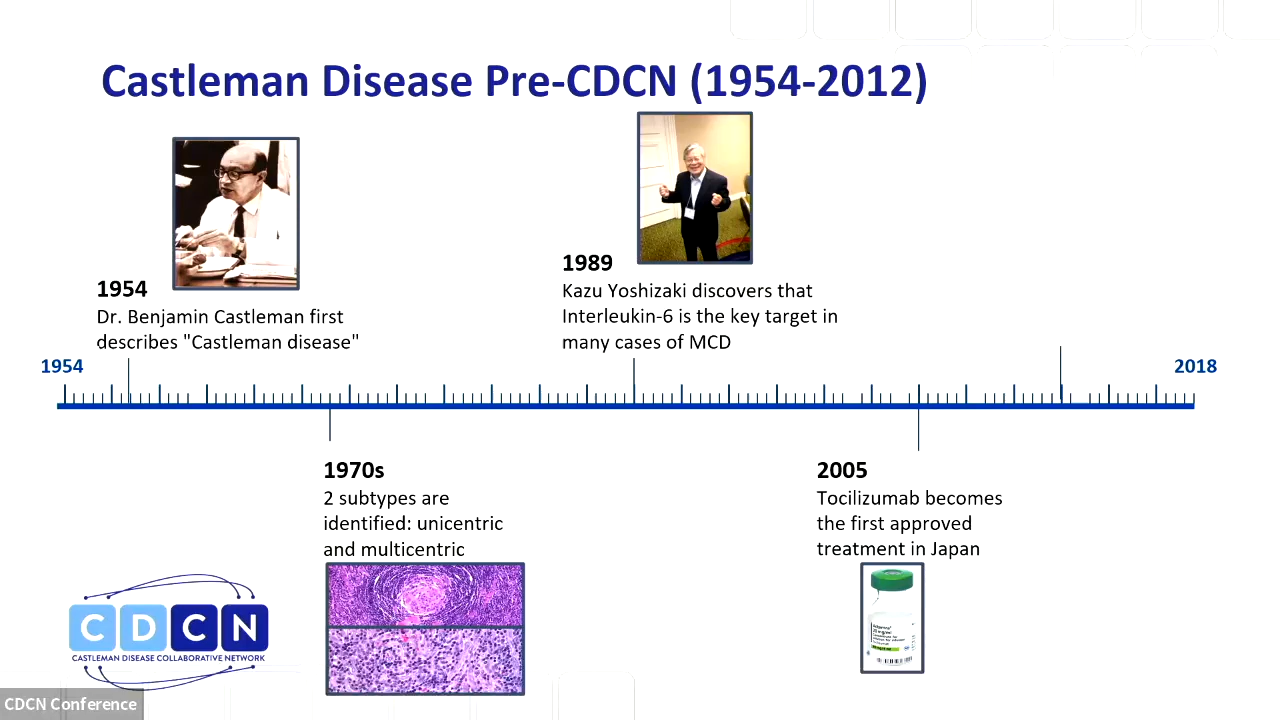 Castleman Disease Pre-CDCN (1954-2012)
1954
Dr. Benjamin Castleman first
describes "Castleman disease"
1989
Kazu Yoshizaki discovers that
Interleukin-6 is the key target in
many cases of MCD
1954
2018
1970s
2 subtypes are
identified: unicentric
and multicentric
2005
Tocilizumab becomes
the first approved
treatment in Japan
CDCN
CASTLEMAN DISEASE COLLABORATIVE NETWORK
CDCN Conference